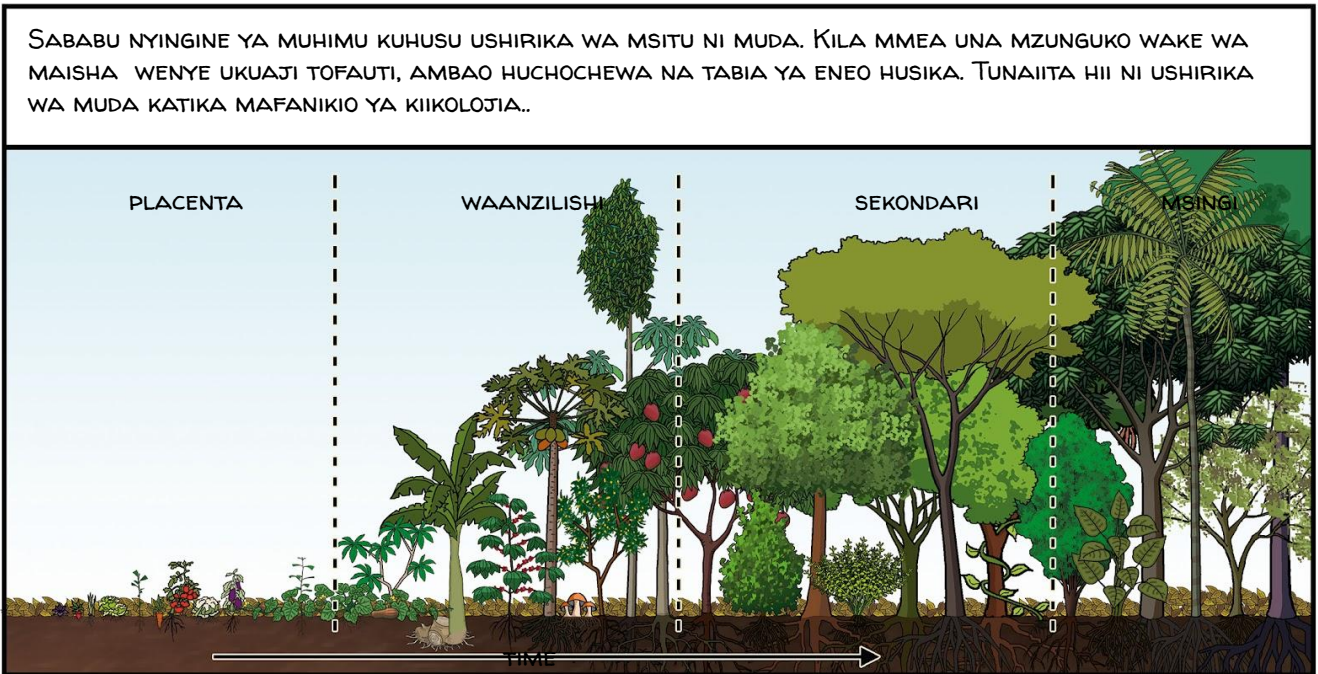 SABABU NYINGINE YA MUHIMU KUHUSU USHIRIKA WA MSITU NI MUDA. KILA MMEA UNA MZUNGUKO WAKE WA
MAISHA WENYE UKUAJI TOFAUTI, AMBAO HUCHOCHEWA NA TABIA YA ENEO HUSIKA. TUNAIITA HII NI USHIRIKA
WA MUDA KATIKA MAFANIKIO YA KIIKOLOJIA..
PLACENTA
WAANZILISHI
SEKONDARI
MSINGI
TIME